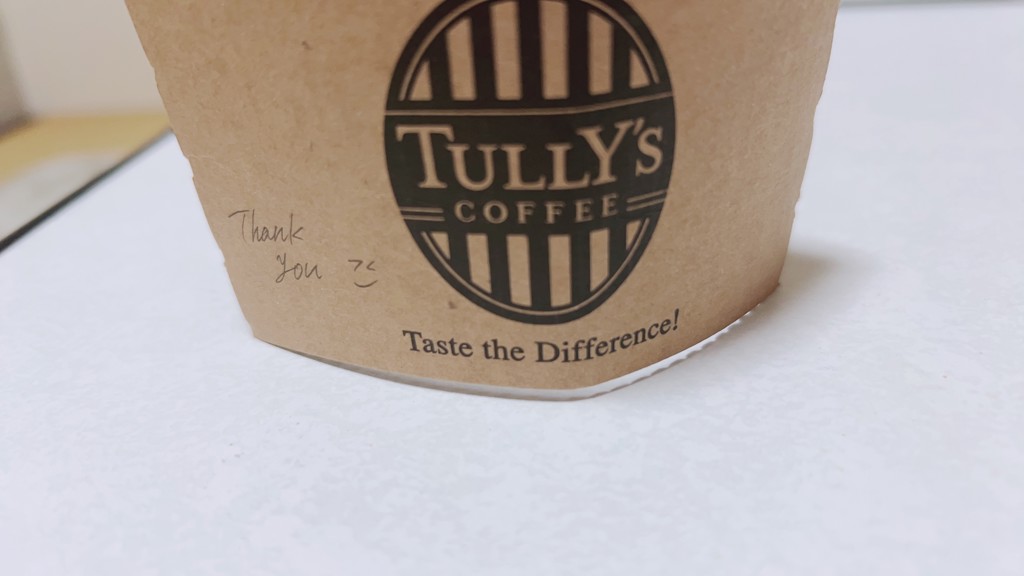 TULLY'S
COFFEE
Thank
you
Taste the Difference!